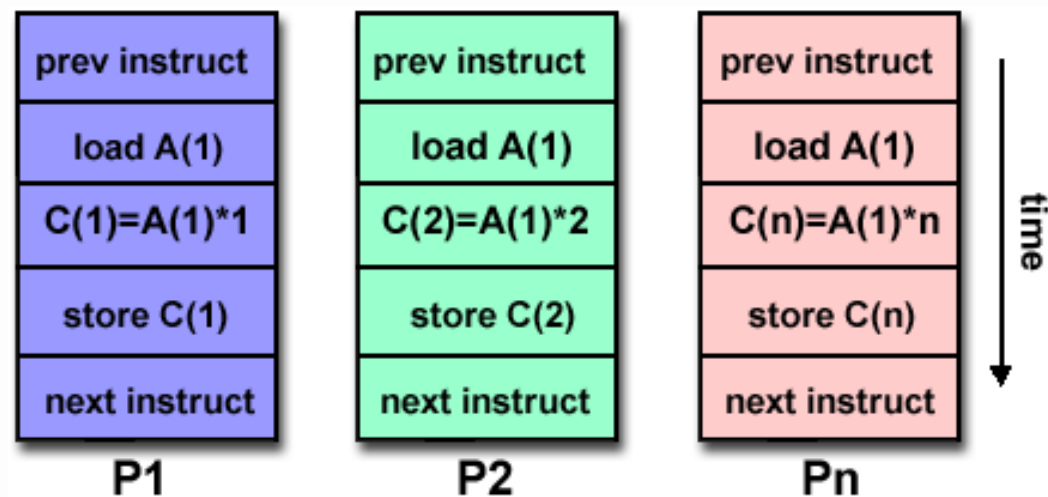 prev instruct
load A(1)
C(1)=A(1)*1
store C(1)
next instruct
P1
prev instruct
load A(1)
C(2)=A(1)*2
store C(2)
next instruct
P2
prev instruct
load A(1)
C(n)=A(1)*n
store C(n)
next instruct
Pn
time